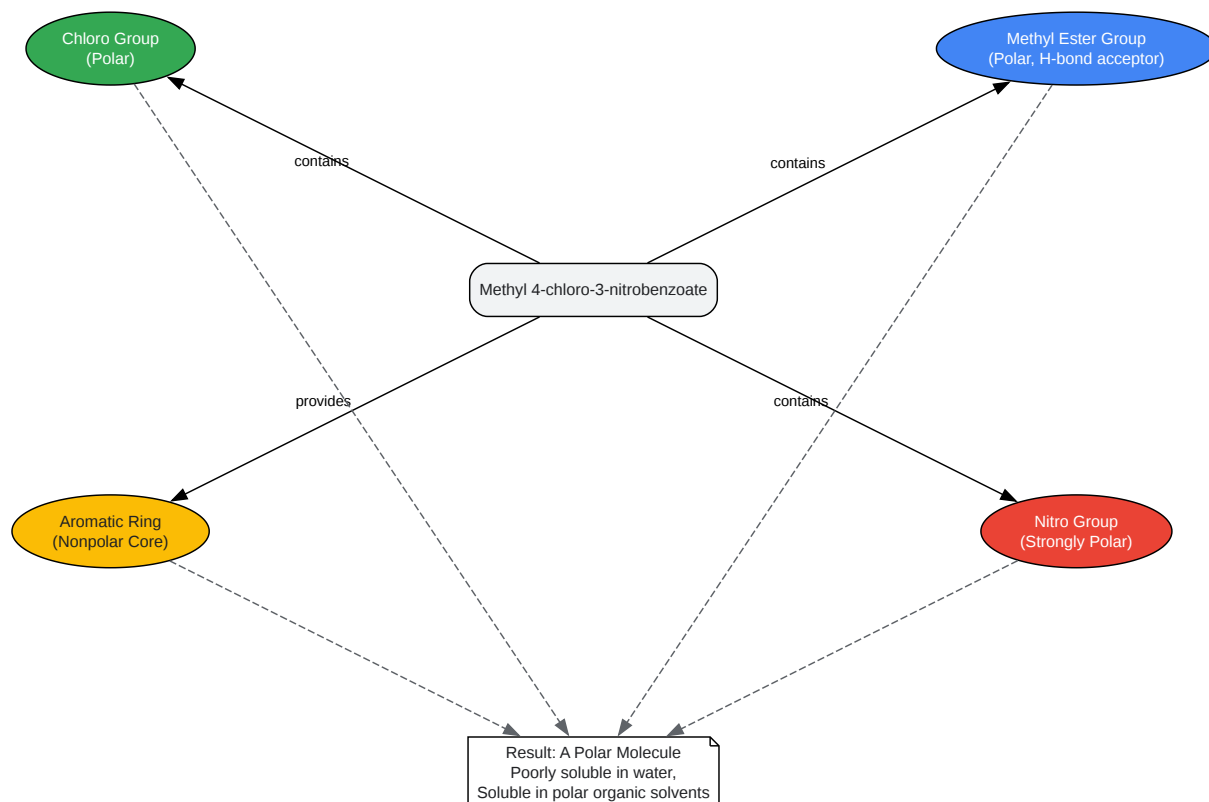 Chloro Group
(Polar)
Methyl Ester Group
(Polar, H-bond acceptor)
contains
contains
Methyl 4-chloro-3-nitrobenzoate
provides
contains
Aromatic Ring
(Nonpolar Core)
Nitro Group
(Strongly Polar)
Result: A Polar Molecule
Poorly soluble in water,
Soluble in polar organic solvents